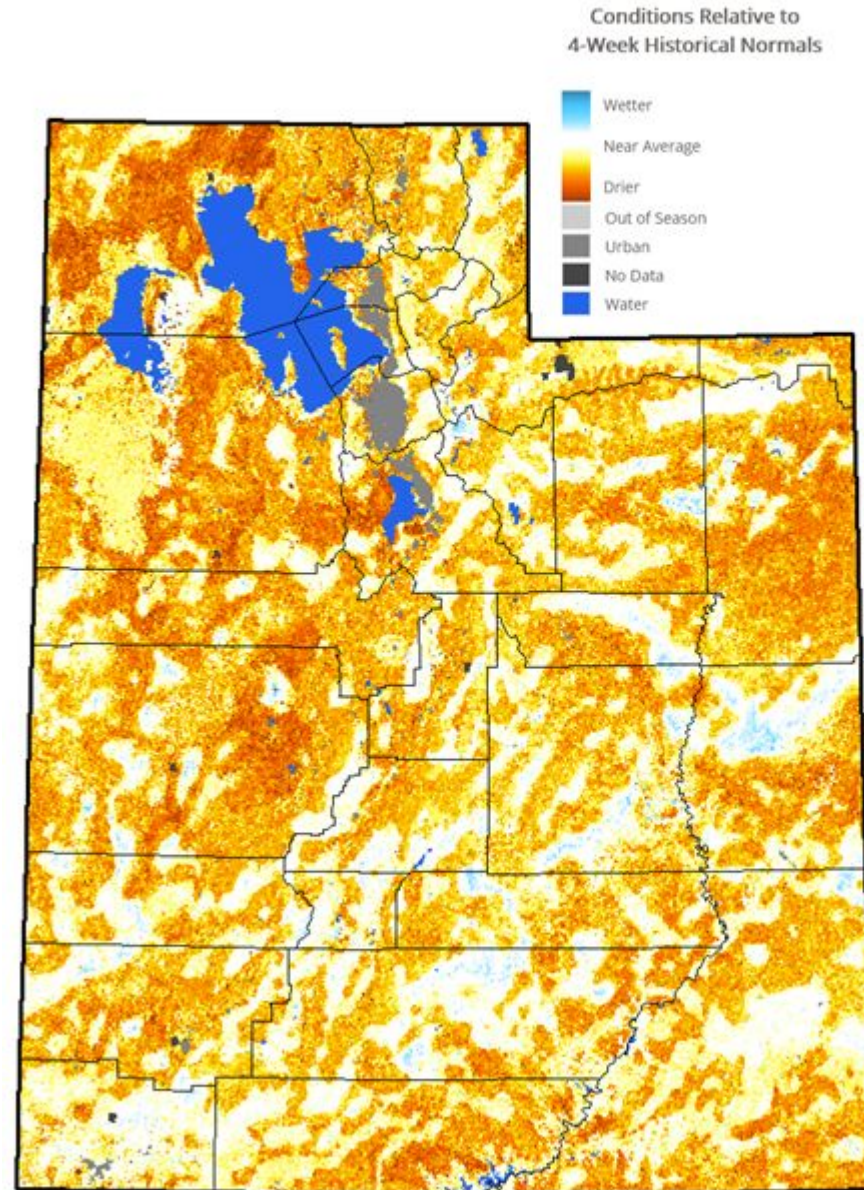 Conditions Relative to
4-Week Historical Normals
Wetter
Near Average
Drier
Out of Season
Urban
No Data
Water